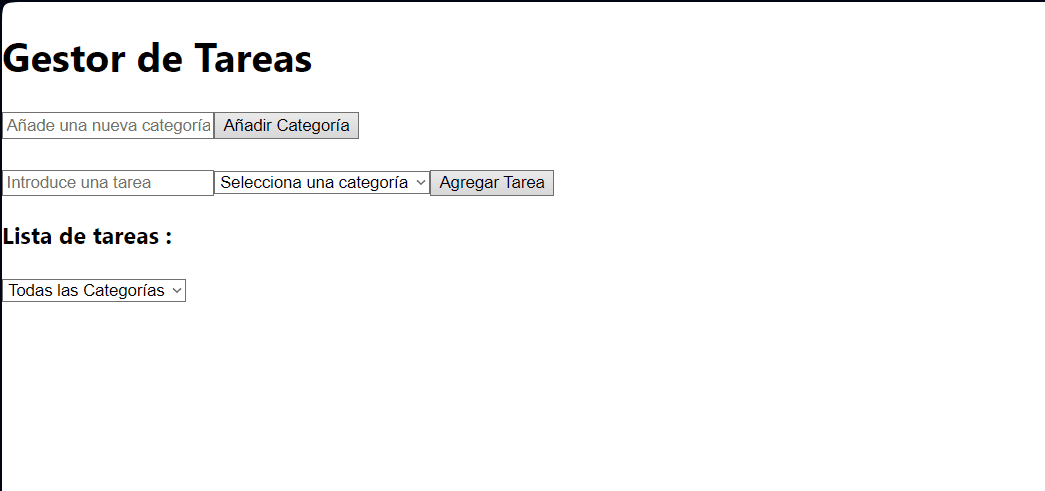 Gestor de Tareas
Añade una nueva categoría Añadir Categoría
Introduce una tarea Selecciona una categoría Agregar Tarea
Lista de tareas :
Todas las Categorías